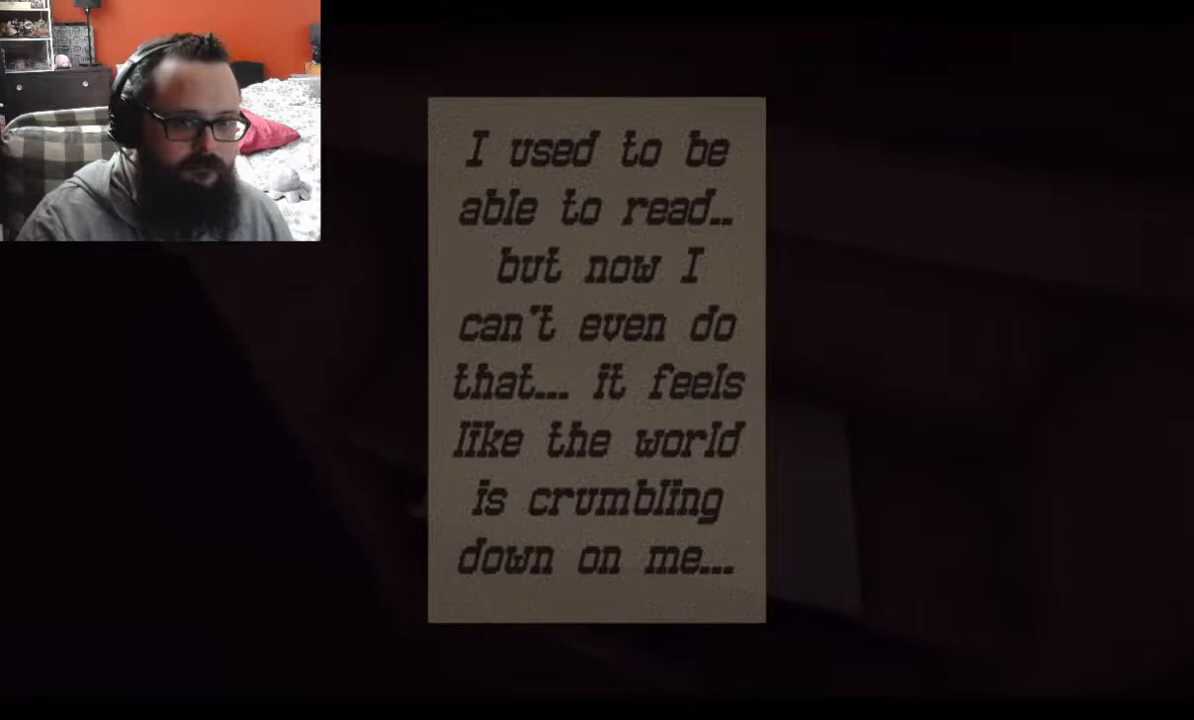 I used to be
able to read..
but now I
can't even do
that... it feels
like the world
is crumbling
down on me...